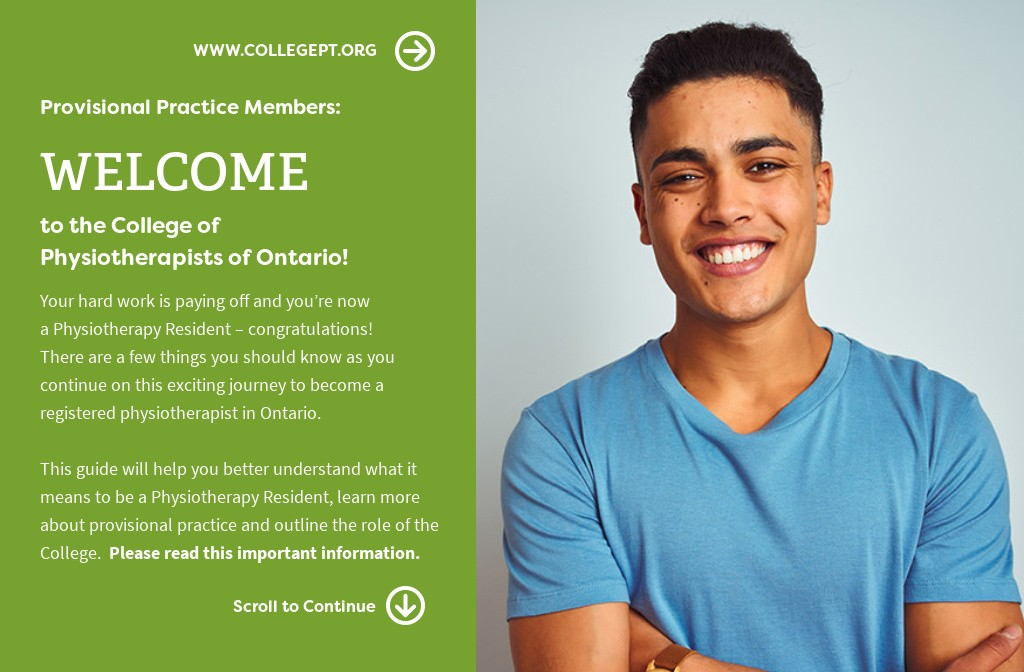 WWW.COLLEGEPT.ORG
Provisional Practice Members:
WELCOME
to the College of
Physiotherapists of Ontario!
Your hard work is paying off and you’re now
a Physiotherapy Resident – congratulations!
There are a few things you should know as you
continue on this exciting journey to become a
registered physiotherapist in Ontario.
This guide will help you better understand what it
means to be a Physiotherapy Resident, learn more
about provisional practice and outline the role of the
College. Please read this important information.
Scroll to Continue